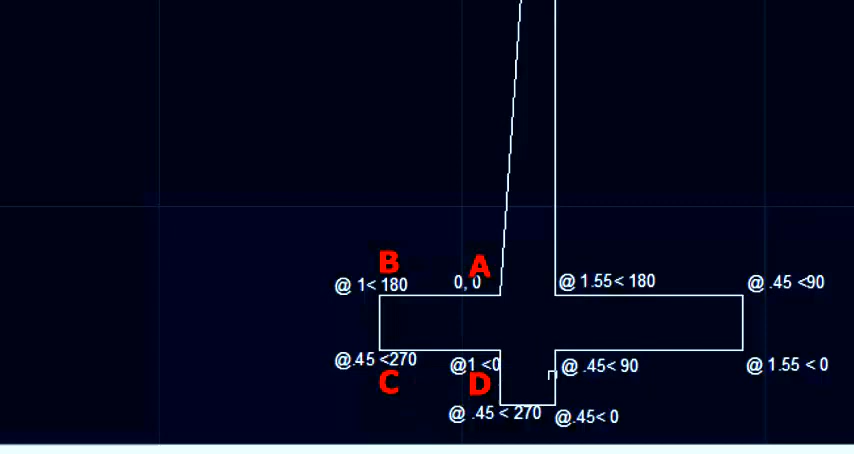 B
A
@ 1< 180
0, 0
@ 1.55< 180
@ .45 <90
@.45 <270
@1 <0
@ .45< 90
@ 1.55 < 0
C
D
@ .45 < 270
@.45< 0